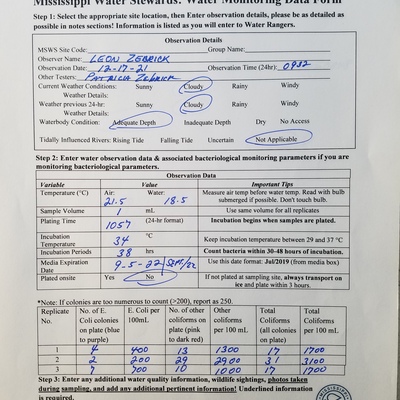 Mississippi Water Stewards: Water Monitoring Data Form
Step 1: Select the appropriate site location, then Enter observation details, please be as detailed as
possible in notes sections! Information is listed as you will enter to Water Rangers.
Observation Details
MSWS Site Code: Group Name:
Observer Name: LEON ZEBRICK
Observation Date: 12-17-21 Observation Time (24hr): 0932
Other Testers: PATRICIA ZEBRICK
Current Weather Conditions: Sunny Cloudy Rainy Windy
Weather Details:
Weather previous 24-hr: Sunny Cloudy Rainy Windy
Weather Details:
Waterbody Condition: Adequate Depth Inadequate Depth Dry No Access
Tidally Influenced Rivers: Rising Tide Falling Tide Uncertain Not Applicable
Step 2: Enter water observation data & associated bacteriological monitoring parameters if you are
monitoring bacteriological parameters.
Observation Data
Variable Value Important Tips
Temperature (°C) Air: 21.5 Water: 18.5 Measure air temp before water temp. Read with bulb
submerged if possible. Don't touch bulb.
Sample Volume 1 mL Use same volume for all replicates
Plating Time 1057 (24-hr format) Incubation begins when samples are plated.
Incubation
Temperature 34 °C Keep incubation temperature between 29 and 37 °C
Incubation Periods 38 hrs Count bacteria within 30-48 hours of incubation.
Media Expiration
Date 9-5-22 SEPT/22 Use this date format: Jul/2019 (from media box)
Plated onsite Yes No If not plated at sampling site, always transport on
ice and plate within 3 hours.
*Note: If colonies are too numerous to count (>200), report as 250.
Replicate No. No. of E. Coli colonies on plate (blue to purple) E. Coli per 100mL No. of other coliforms on plate (pink to dark red) Other coliforms per 100 mL Total Coliforms (all colonies on plate) Total Coliforms per 100 mL
1 4 400 13 1300 17 1700
2 2 200 29 2900 31 3100
3 7 700 10 1000 17 1700
Step 3: Enter any additional water quality information, wildlife sightings, photos taken
during sampling, and add any additional pertinent information! Underlined information
is required.